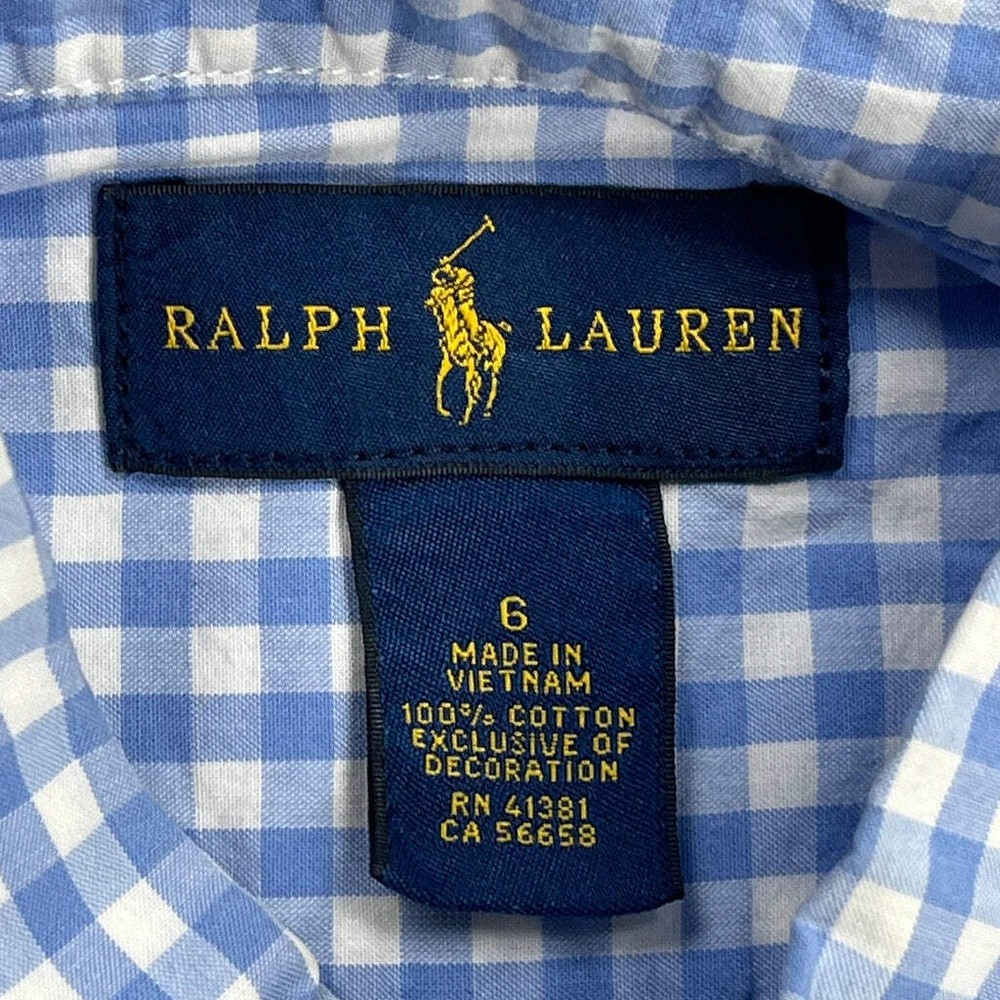 RALPH LAUREN
6
MADE IN
VIETNAM
100% COTTON
EXCLUSIVE OF
DECORATION
RN 41381
CA 56658